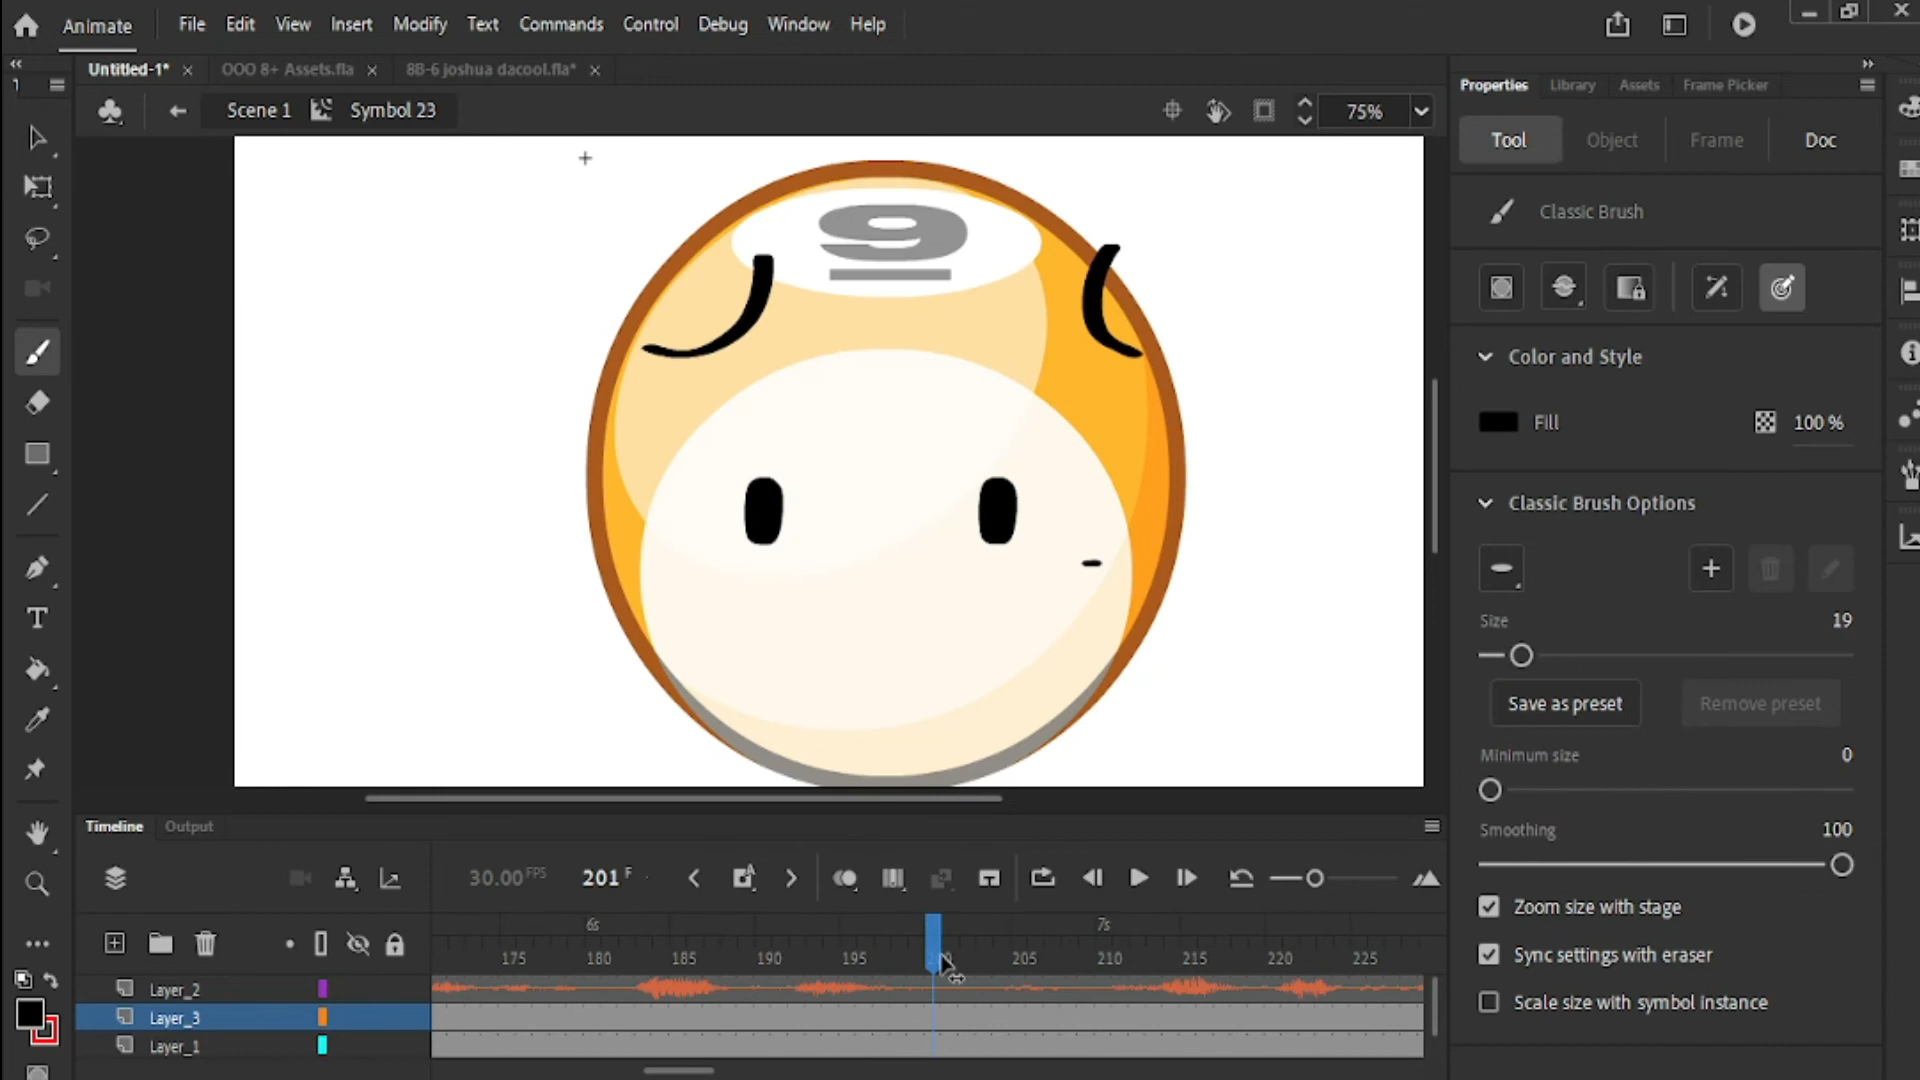 Animate File Edit View Insert Modify Text Commands Control Debug Window Help
Untitled-1* OOO 8+ Assets.fla 8B-6 joshua dacool.fla*
1
Scene 1 Symbol 23 75%
Properties Library Assets Frame Picker
Tool Object Frame Doc
Classic Brush
9
Color and Style
Fill 100 %
Classic Brush Options
Size 19
Save as preset Remove preset
Minimum size 0
Smoothing 100
Zoom size with stage
Sync settings with eraser
Scale size with symbol instance
T
Timeline Output
30.00 FPS 201 F
6s 7s
175 180 185 190 195 205 210 215 220 225
Layer_2
Layer_3
Layer_1